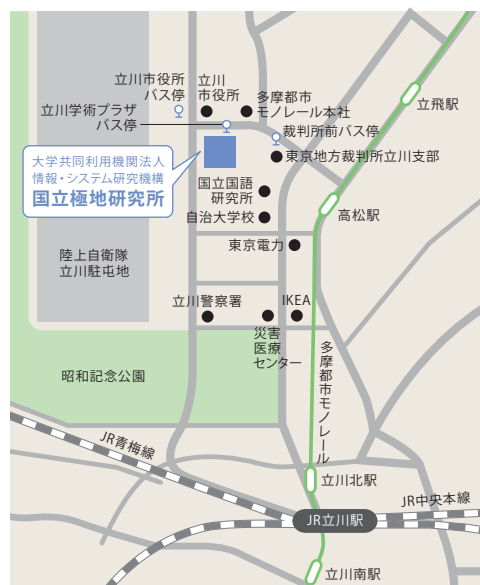 立川市役所
バス停
立川
市役所
多摩都市
モノレール本社
立飛駅
立川学術プラザ
バス停
裁判所前バス停
大学共同利用機関法人
情報・システム研究機構
国立極地研究所
東京地方裁判所立川支部
国立国語
研究所
自治大学校
高松駅
東京電力
陸上自衛隊
立川駐屯地
立川警察署
IKEA
災害
医療
センター
多摩都市モノレール
昭和記念公園
JR青梅線
立川北駅
JR中央本線
JR立川駅
立川南駅